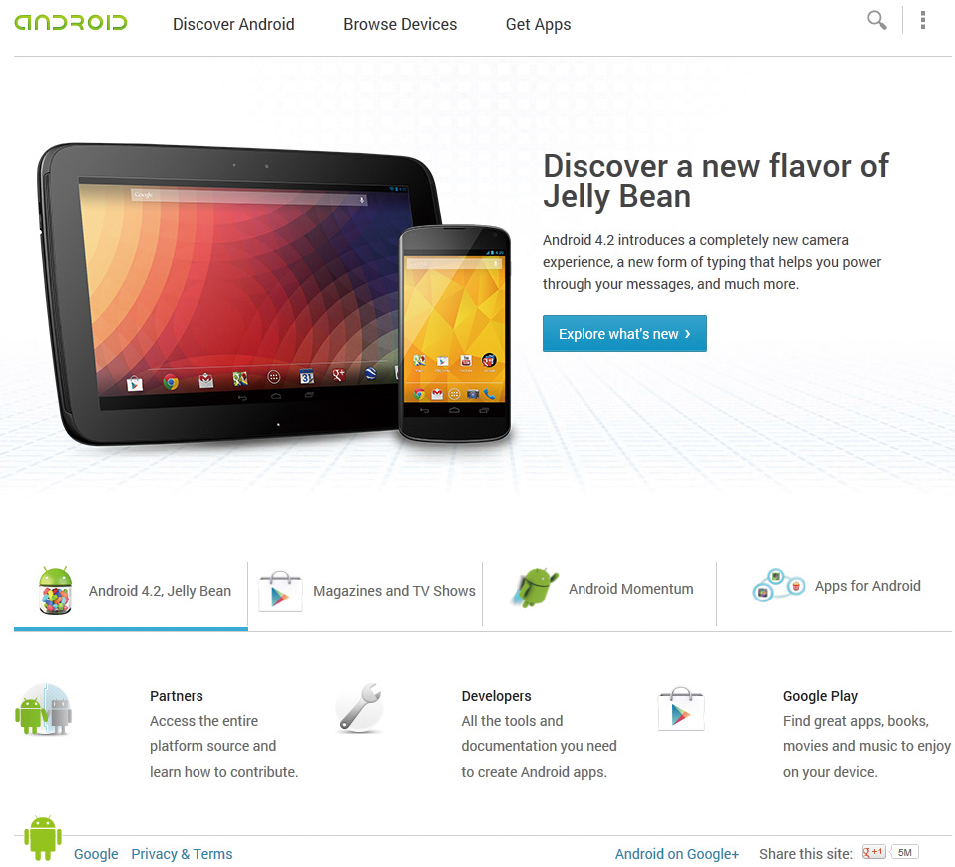 ANDROID
Discover Android
Browse Devices
Get Apps
Google
Discover a new flavor of
Jelly Bean
Android 4.2 introduces a completely new camera
experience, a new form of typing that helps you power
through your messages, and much more.
Explore what's new ›
Android 4.2, Jelly Bean
Magazines and TV Shows
Android Momentum
Apps for Android
Partners
Access the entire
platform source and
learn how to contribute.
Developers
All the tools and
documentation you need
to create Android apps.
Google Play
Find great apps, books,
movies and music to enjoy
on your device.
Google
Privacy & Terms
Android on Google+
Share this site:
g +1
5M